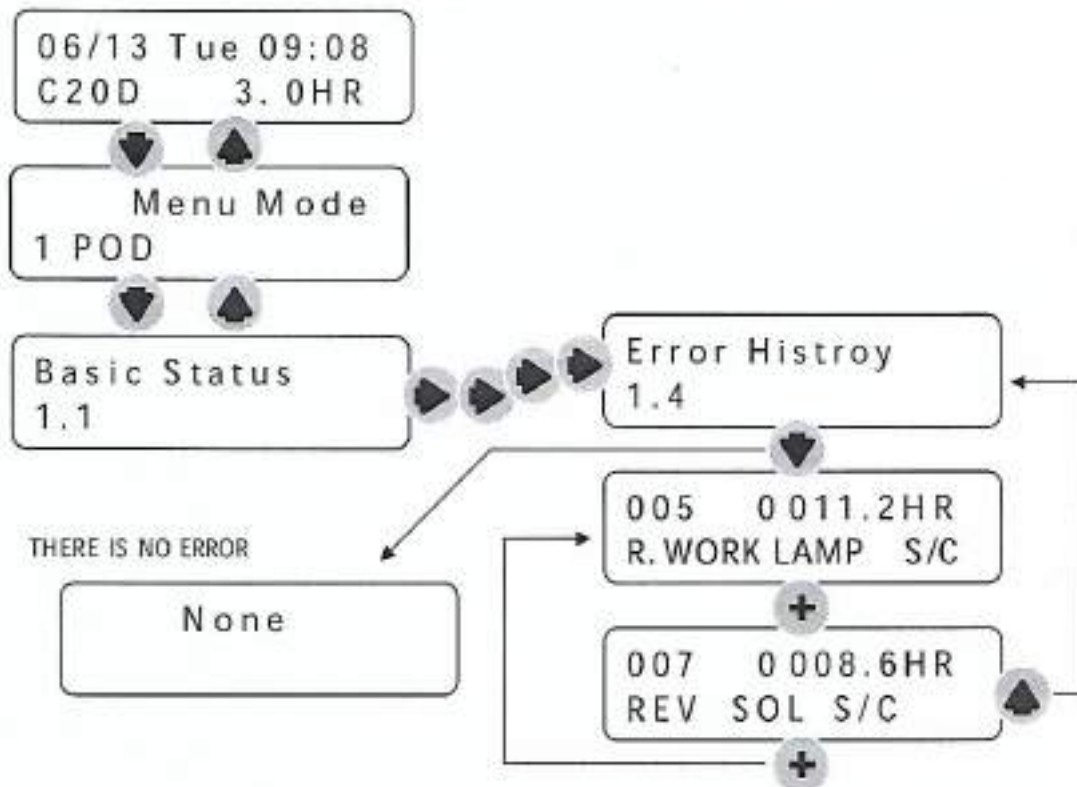 06/13 Tue 09:08
C20D 3.0HR
Menu Mode
1 POD
Basic Status
1.1
Error Histroy
1.4
005 0011.2HR
R. WORK LAMP S/C
THERE IS NO ERROR
None
007 0008.6HR
REV SOL S/C